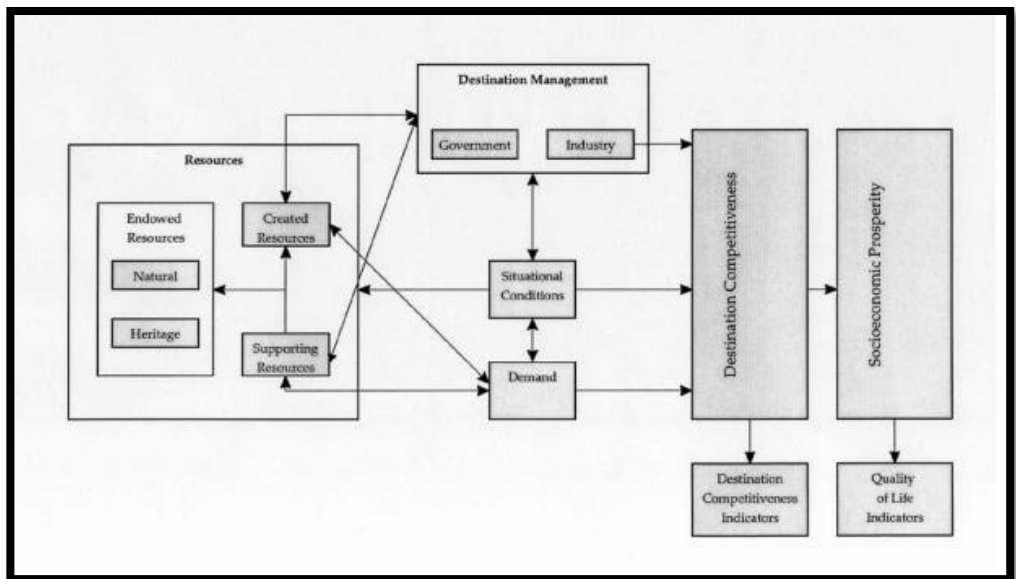 Destination Management
Government
Industry
Resources
Endowed
Resources
Natural
Heritage
Created
Resources
Supporting
Resources
Situational
Conditions
Demand
Destination Competitiveness
Socioeconomic Prosperity
Destination
Competitiveness
Indicators
Quality
of Life
Indicators